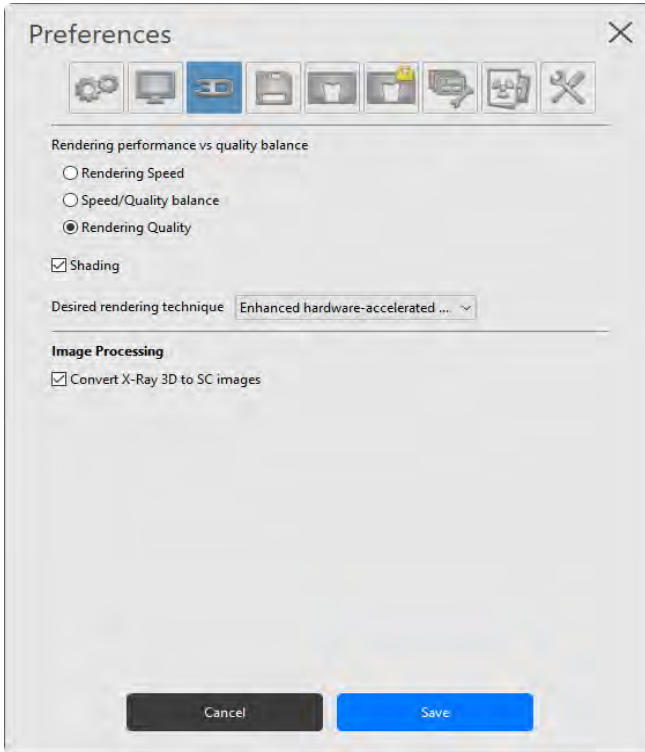 Preferences
3D
Rendering performance vs quality balance
Rendering Speed
Speed/Quality balance
Rendering Quality
Shading
Desired rendering technique Enhanced hardware-accelerated ...
Image Processing
Convert X-Ray 3D to SC images
Cancel Save